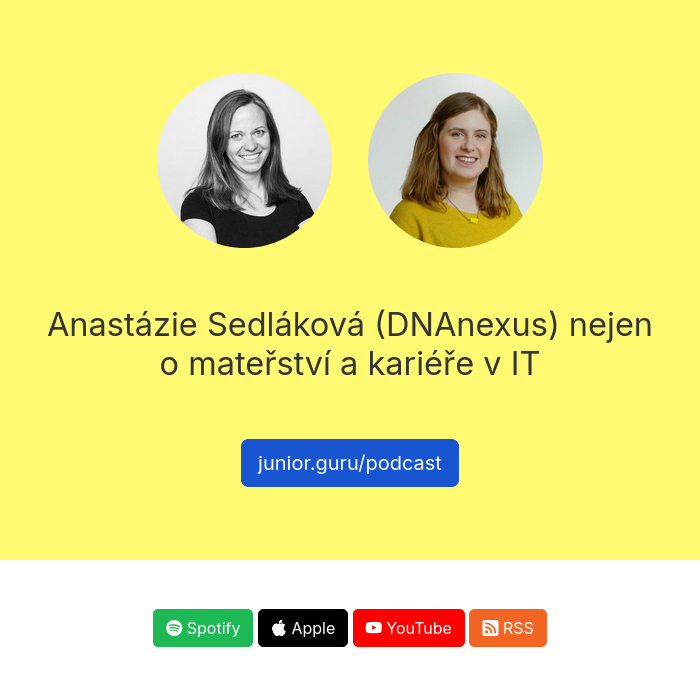 Anastázie Sedláková (DNAnexus) nejen
o mateřství a kariéře v IT
junior.guru/podcast
Spotify Apple YouTube RSS